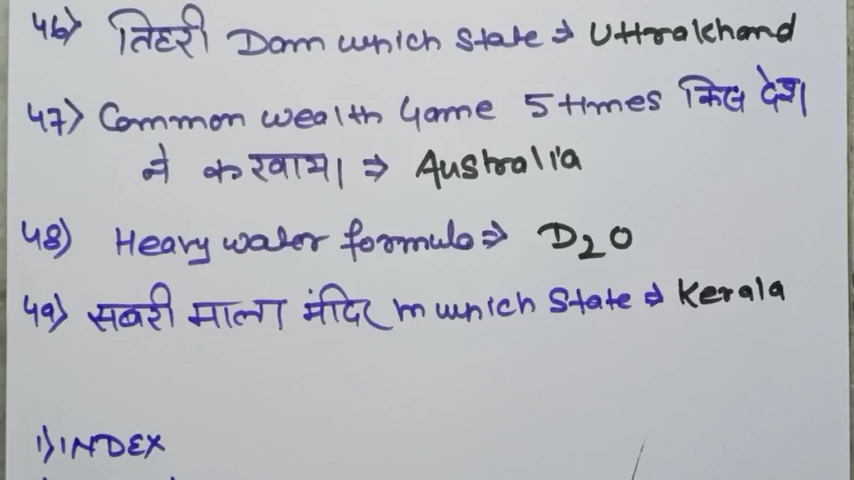 46) तिहरी Dam which state ⇒ Uttrakhand
47) Common wealth Game 5 times किस देश
ने करवाया ⇒ Australia
48) Heavy water formula ⇒ D₂O
49) सबरी माला मंदिर in which State ⇒ Kerala
1) INDEX